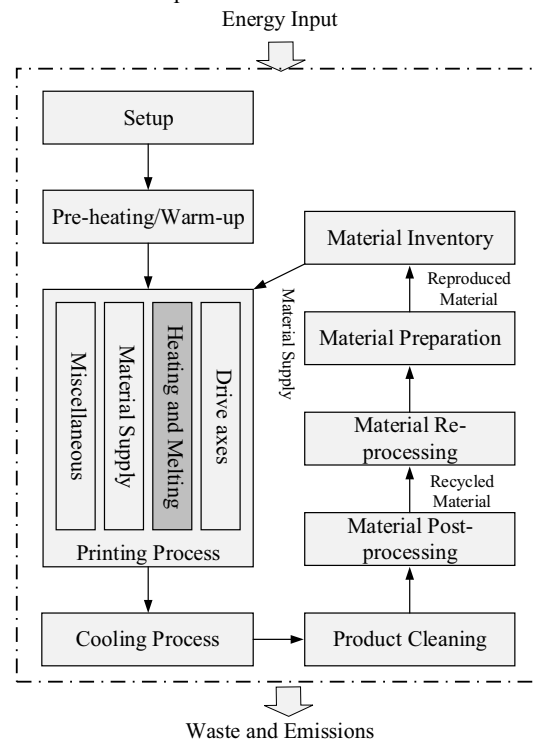 Energy Input
Setup
Pre-heating/Warm-up
Miscellaneous
Material Supply
Heating and Melting
Drive axes
Printing Process
Cooling Process
Material Inventory
Reproduced
Material
Material Supply
Material Preparation
Material Re-
processing
Recycled
Material
Material Post-
processing
Product Cleaning
Waste and Emissions